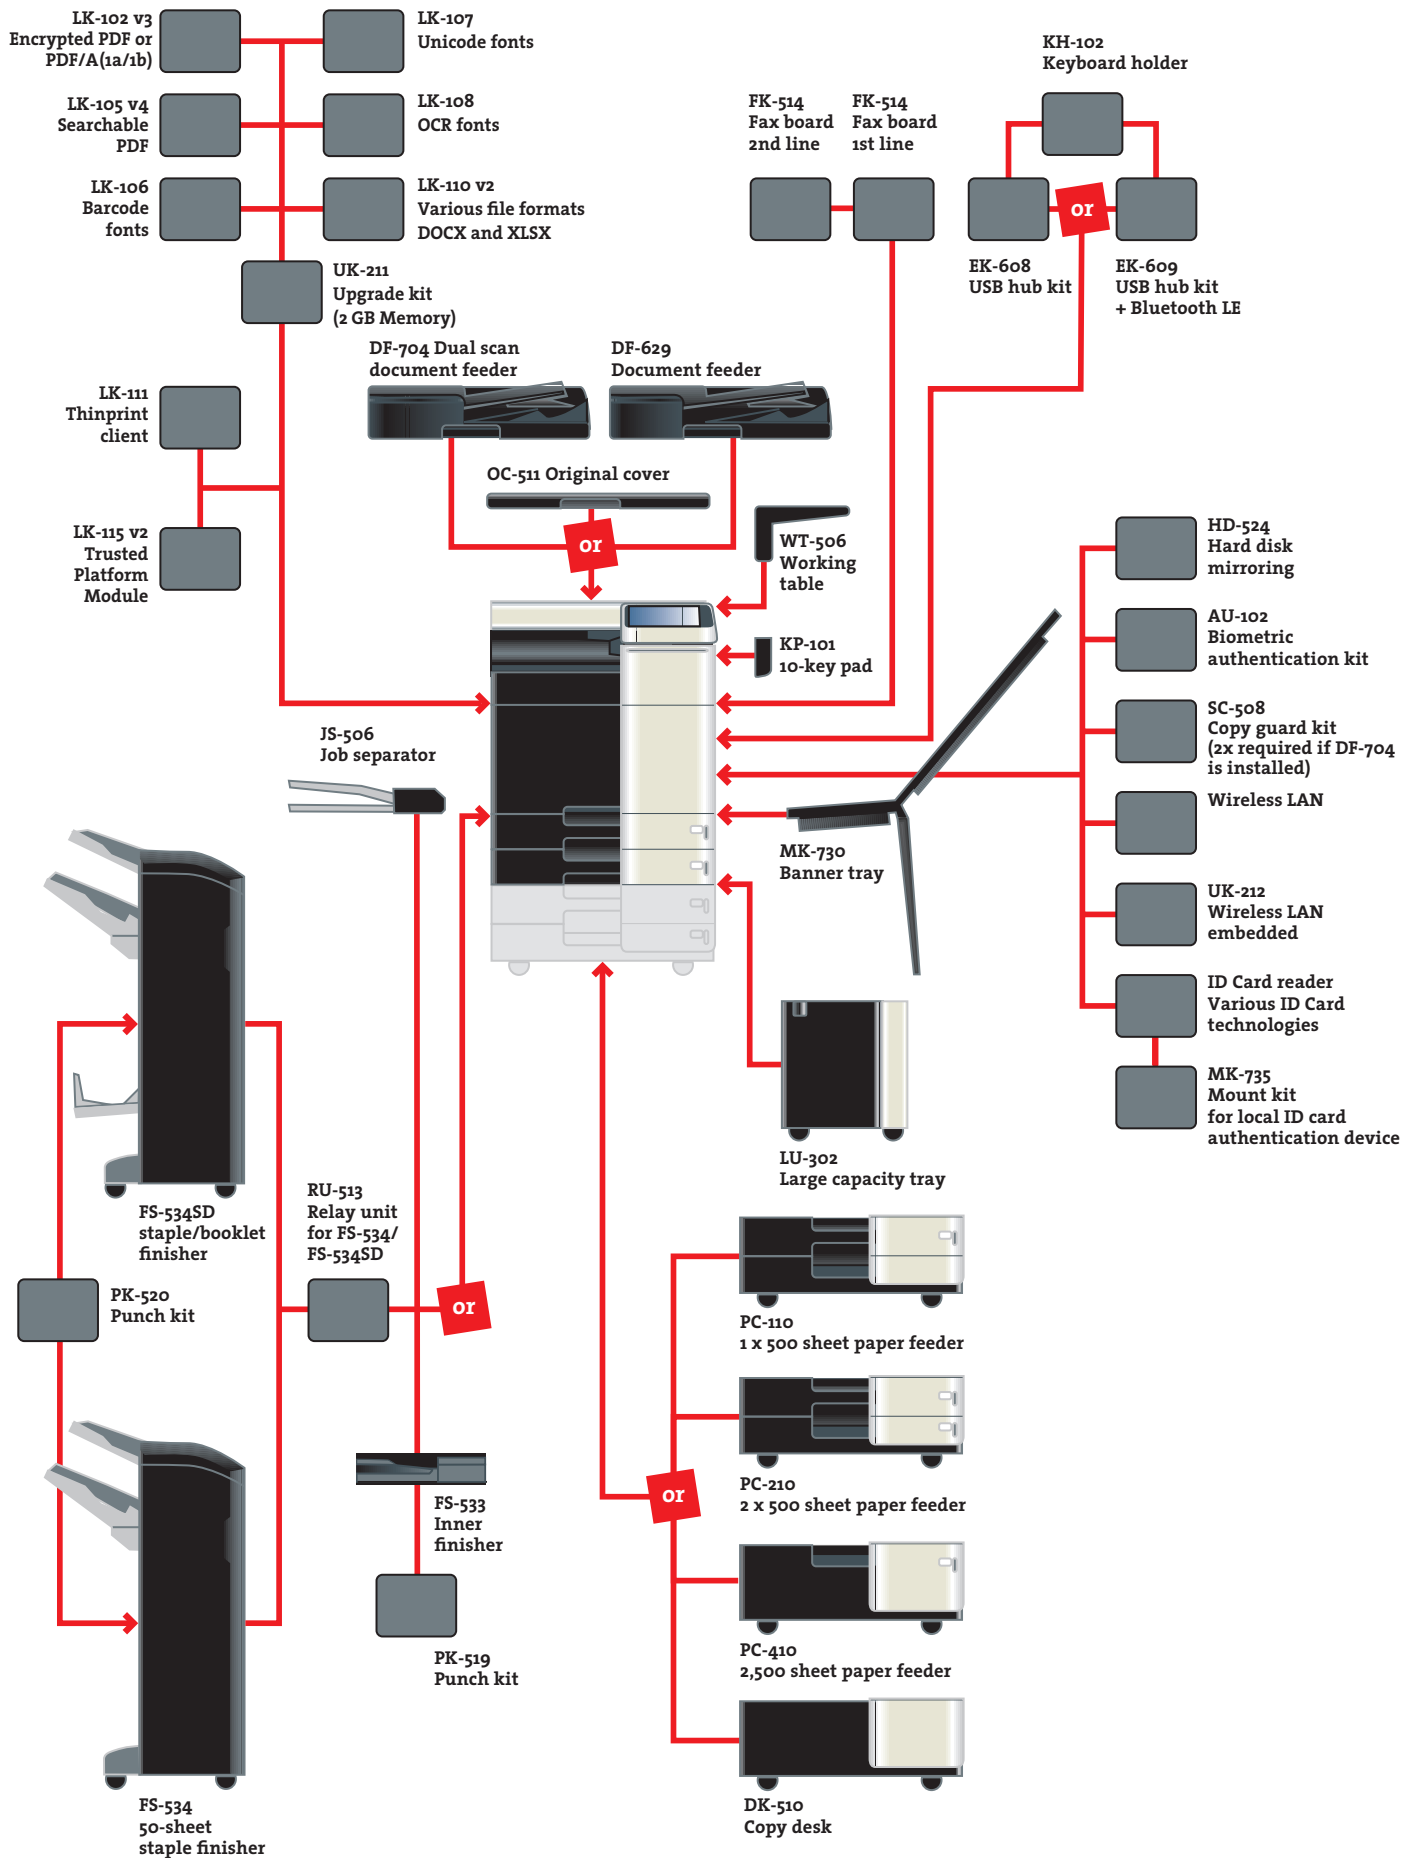 LK-102 v3
Encrypted PDF or
PDF/A(1a/1b)
LK-107
Unicode fonts
LK-105 v4
Searchable
PDF
LK-108
OCR fonts
LK-106
Barcode
fonts
LK-110 v2
Various file formats
DOCX and XLSX
UK-211
Upgrade kit
(2 GB Memory)
LK-111
Thinprint
client
LK-115 v2
Trusted
Platform
Module
KH-102
Keyboard holder
FK-514
Fax board
2nd line
FK-514
Fax board
1st line
or
EK-608
USB hub kit
EK-609
USB hub kit
+ Bluetooth LE
DF-704 Dual scan
document feeder
DF-629
Document feeder
OC-511 Original cover
or
WT-506
Working
table
KP-101
10-key pad
HD-524
Hard disk
mirroring
AU-102
Biometric
authentication kit
SC-508
Copy guard kit
(2x required if DF-704
is installed)
Wireless LAN
UK-212
Wireless LAN
embedded
ID Card reader
Various ID Card
technologies
MK-735
Mount kit
for local ID card
authentication device
JS-506
Job separator
MK-730
Banner tray
LU-302
Large capacity tray
FS-534SD
staple/booklet
finisher
RU-513
Relay unit
for FS-534/
FS-534SD
PK-520
Punch kit
or
PC-110
1 x 500 sheet paper feeder
PC-210
2 x 500 sheet paper feeder
or
FS-533
Inner
finisher
PK-519
Punch kit
PC-410
2,500 sheet paper feeder
DK-510
Copy desk
FS-534
50-sheet
staple finisher